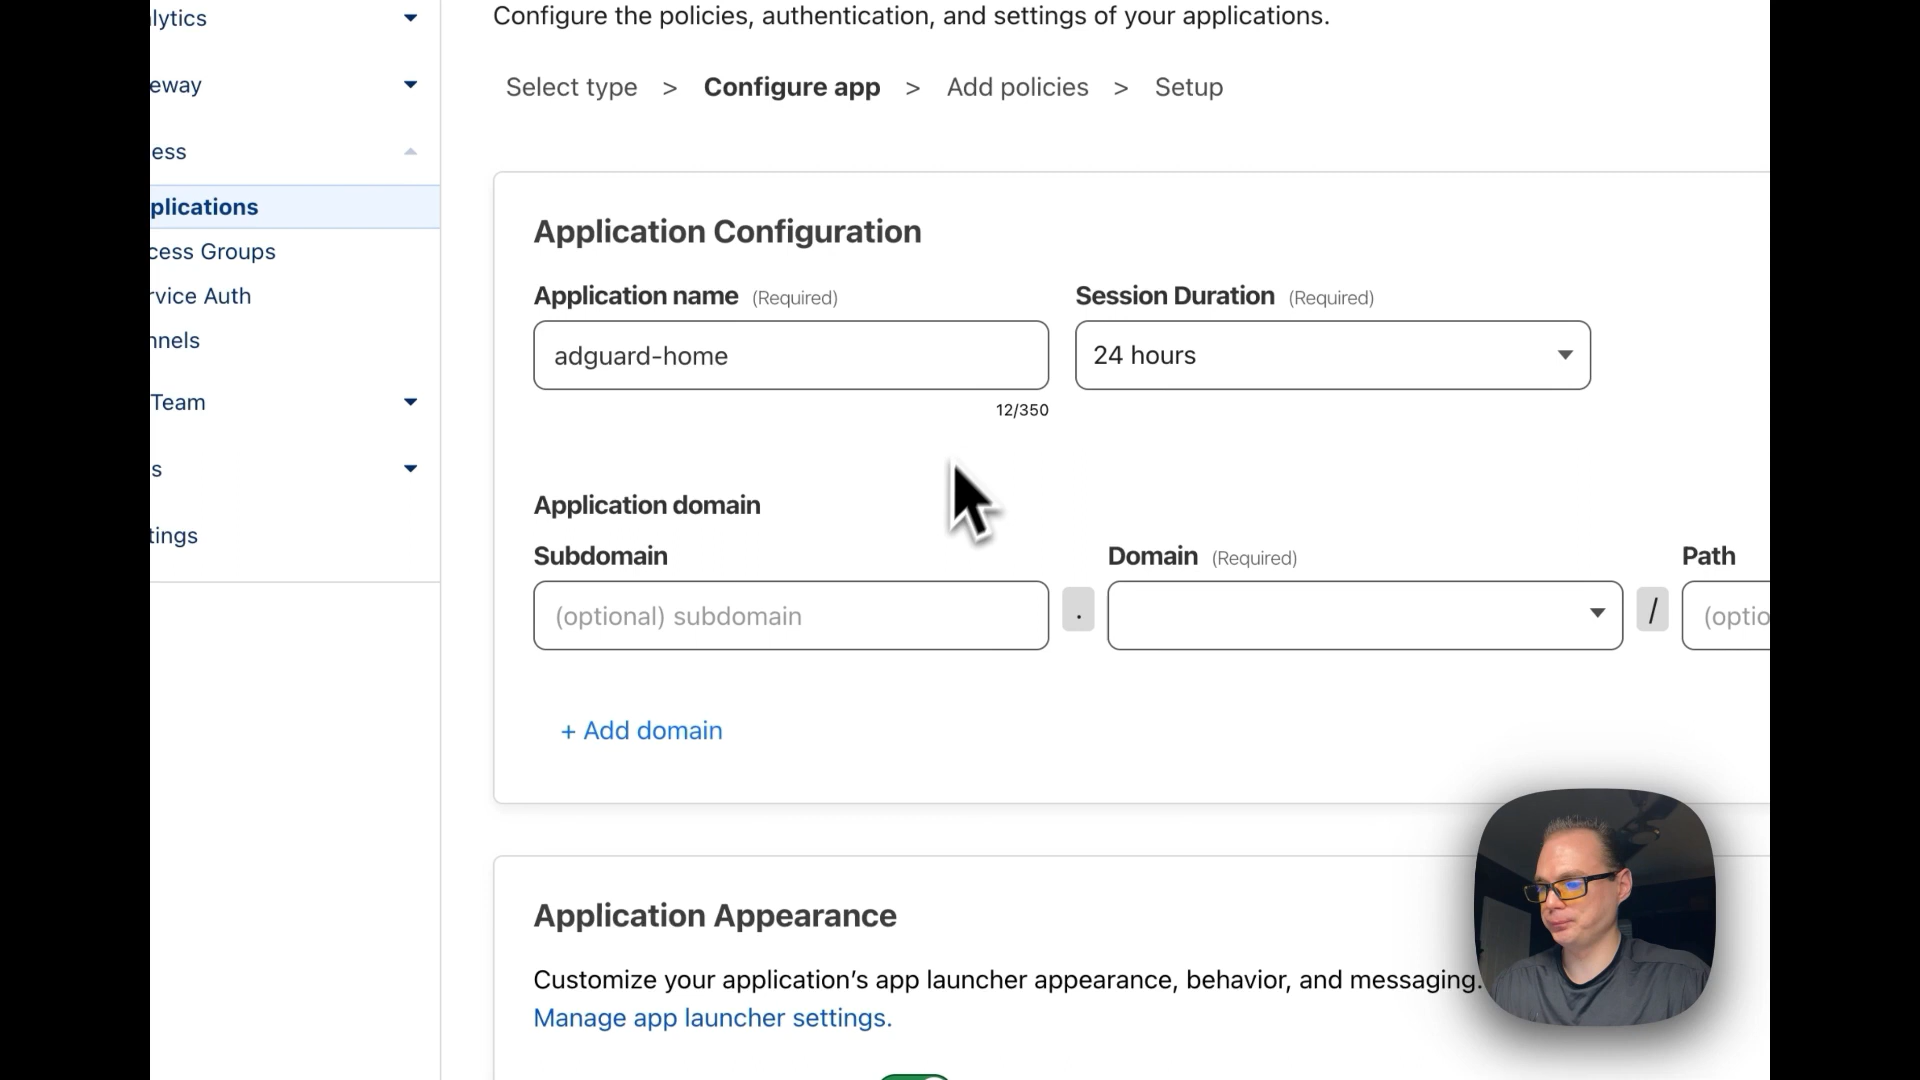 Configure the policies, authentication, and settings of your applications.
Select type > Configure app > Add policies > Setup
lytics
eway
ess
plications
cess Groups
rvice Auth
nnels
Team
s
tings
Application Configuration
Application name (Required)
adguard-home
12/350
Session Duration (Required)
24 hours
Application domain
Subdomain
(optional) subdomain
.
Domain (Required)
/
Path
(optio
+ Add domain
Application Appearance
Customize your application’s app launcher appearance, behavior, and messaging.
Manage app launcher settings.